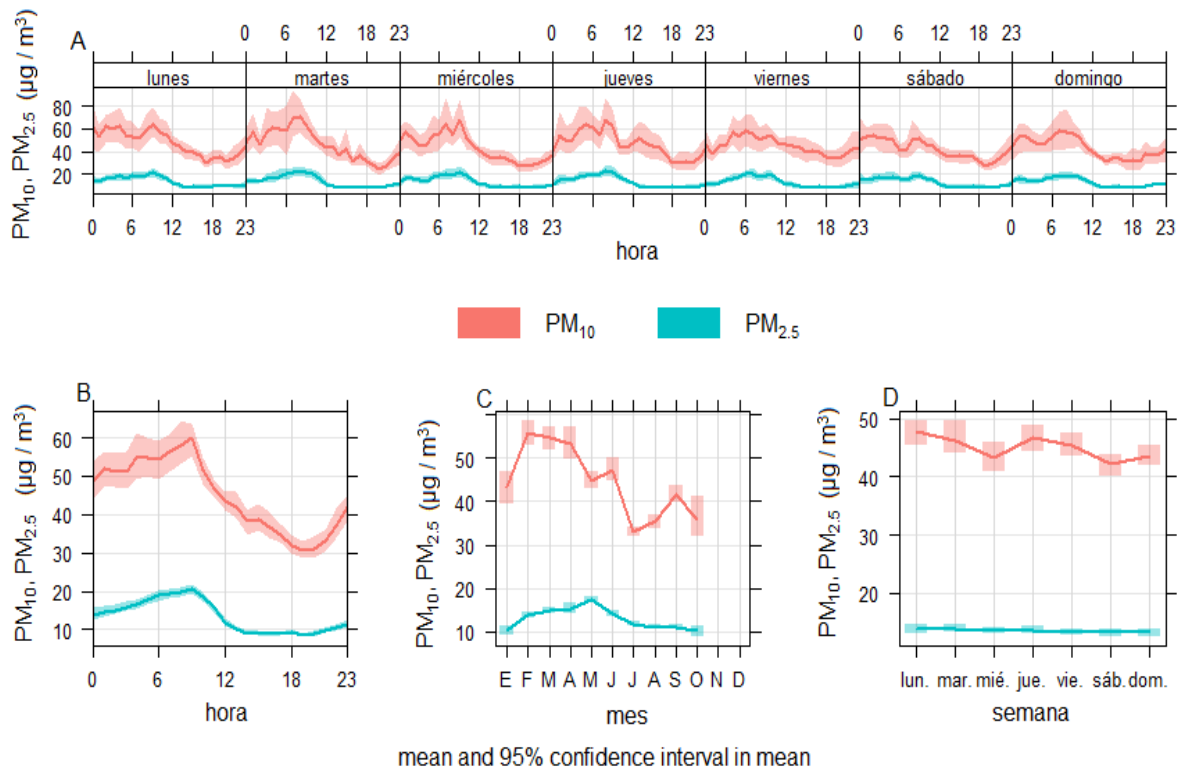 A
0 6 12 18 23 0 6 12 18 23 0 6 12 18 23
lunes martes miércoles jueves viernes sábado domingo
PM10, PM2.5 (µg / m³)
80
60
40
20
0 6 12 18 23 0 6 12 18 23 0 6 12 18 23 0 6 12 18 23
hora
PM10 PM2.5
B
PM10, PM2.5 (µg / m³)
60
50
40
30
20
10
0 6 12 18 23
hora
C
PM10, PM2.5 (µg / m³)
50
40
30
20
10
E F M A M J J A S O N D
mes
D
PM10, PM2.5 (µg / m³)
50
40
30
20
lun. mar. mié. jue. vie. sáb. dom.
semana
mean and 95% confidence interval in mean